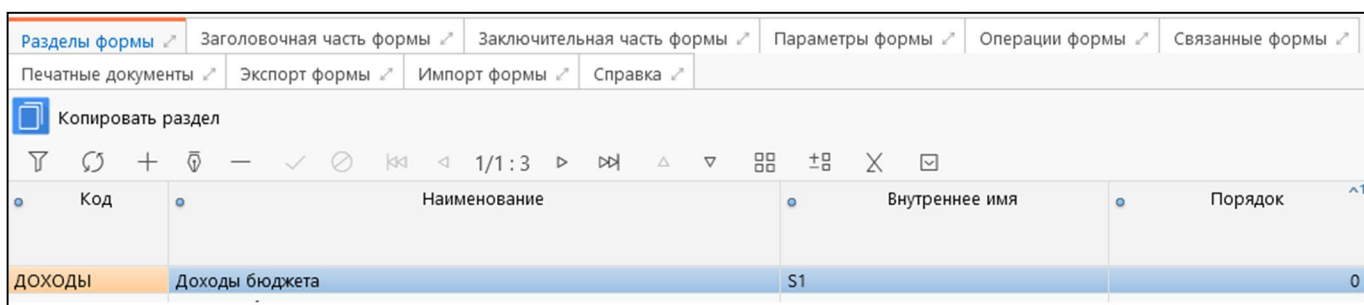 Разделы формы Заголовочная часть формы Заключительная часть формы Параметры формы Операции формы Связанные формы
Печатные документы Экспорт формы Импорт формы Справка
Копировать раздел
1/1 : 3
Код Наименование Внутреннее имя Порядок ^1
ДОХОДЫ Доходы бюджета S1 0